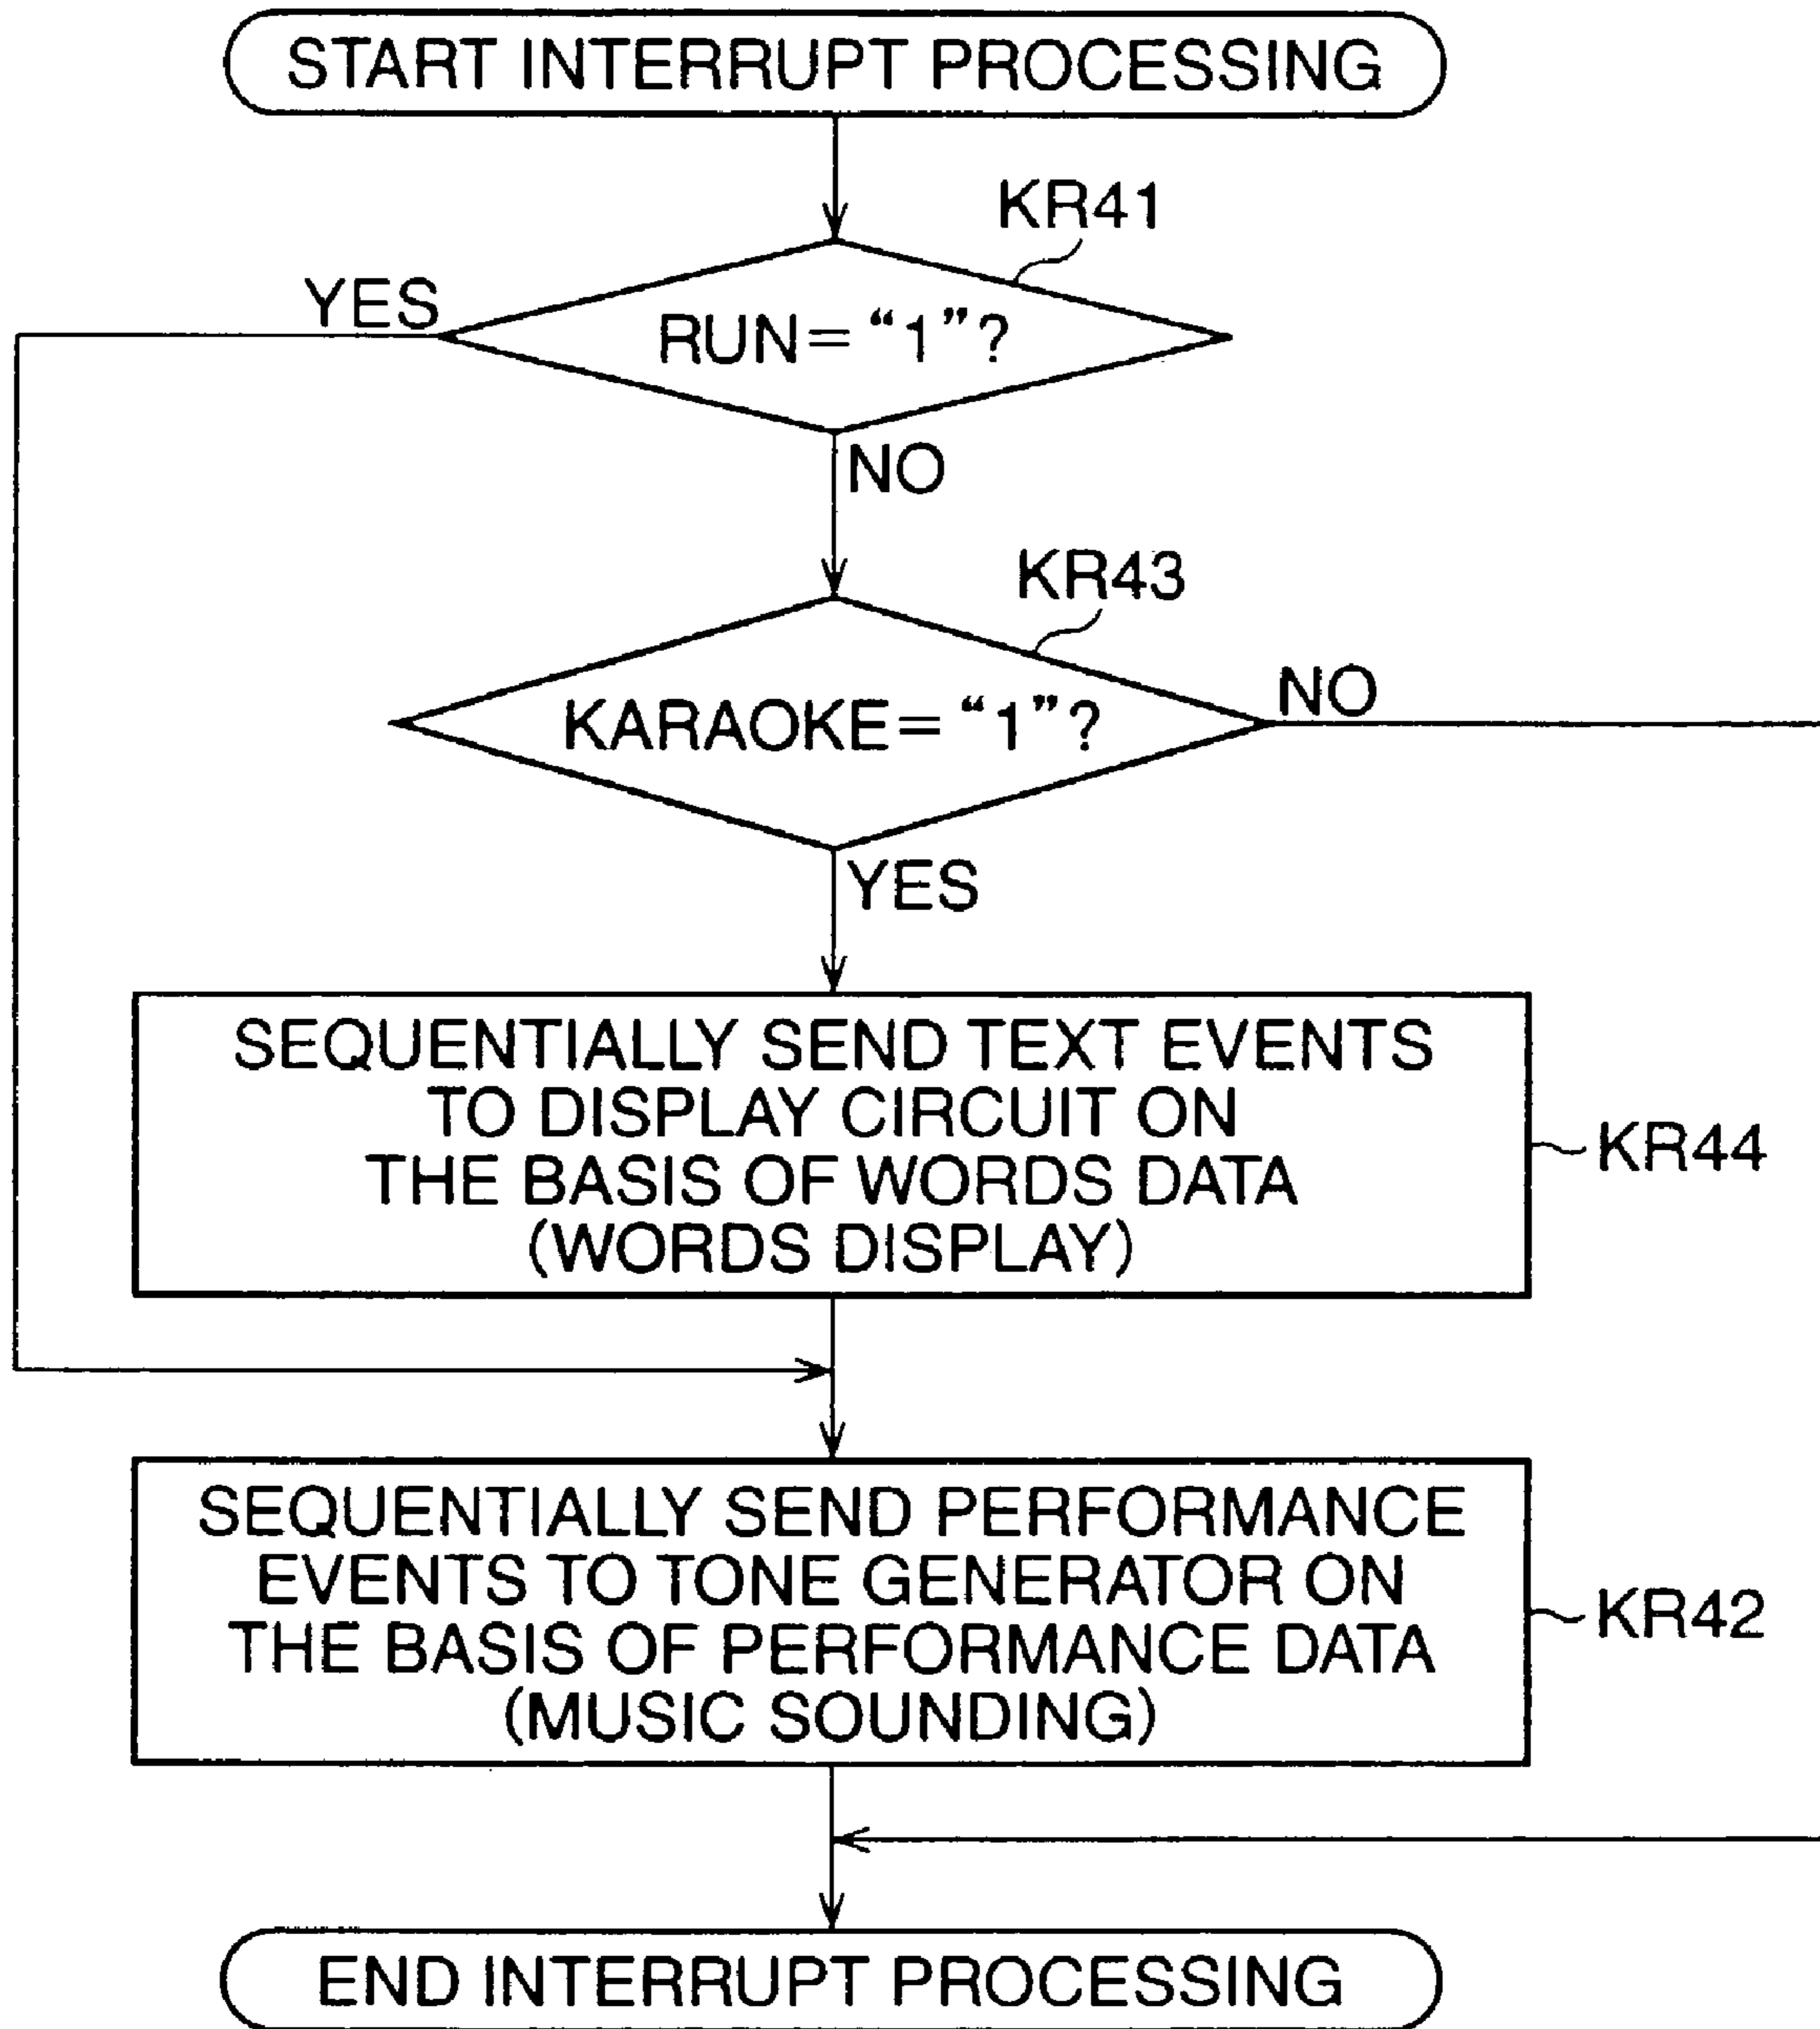 START INTERRUPT PROCESSING
KR41
YES
RUN=“1”?
NO
KR43
NO
KARAOKE=“1”?
YES
SEQUENTIALLY SEND TEXT EVENTS
TO DISPLAY CIRCUIT ON
THE BASIS OF WORDS DATA
(WORDS DISPLAY)
KR44
SEQUENTIALLY SEND PERFORMANCE
EVENTS TO TONE GENERATOR ON
THE BASIS OF PERFORMANCE DATA
(MUSIC SOUNDING)
KR42
END INTERRUPT PROCESSING